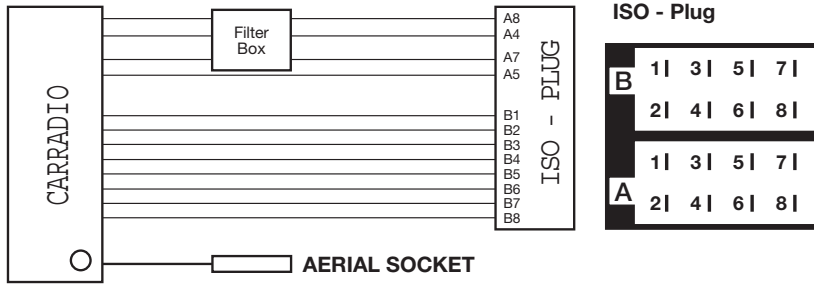 CARRADIO
Filter
Box
A8
A4
A7
A5
B1
B2
B3
B4
B5
B6
B7
B8
ISO - PLUG
AERIAL SOCKET
ISO - Plug
B
1 3 5 7
2 4 6 8
A
1 3 5 7
2 4 6 8